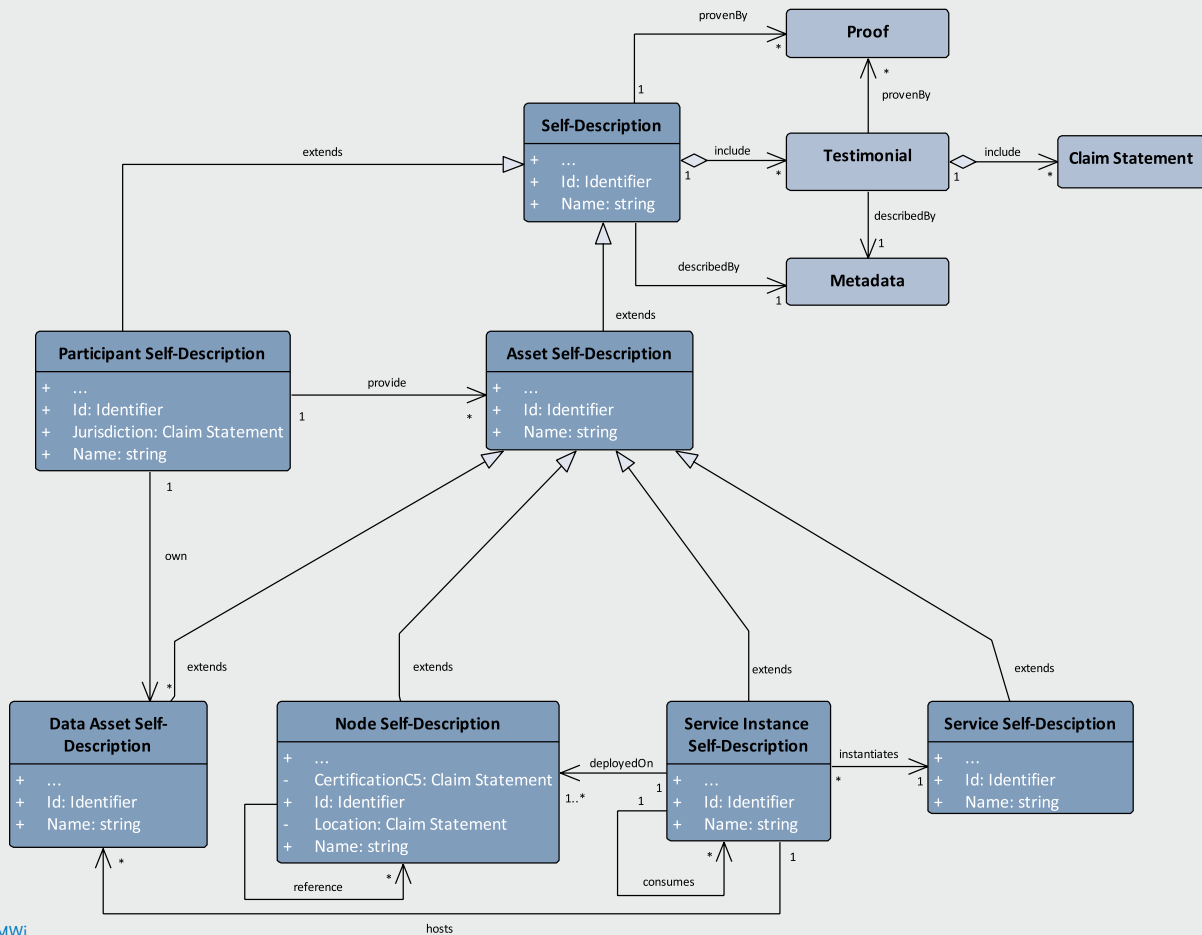 provenBy
Proof
*
*
provenBy
1
Self-Description
+ ...
+ Id: Identifier
+ Name: string
extends
include
1
*
Testimonial
include
1
*
Claim Statement
describedBy
1
describedBy
1
Metadata
extends
Participant Self-Description
+ ...
+ Id: Identifier
+ Jurisdiction: Claim Statement
+ Name: string
provide
1
*
Asset Self-Description
+ ...
+ Id: Identifier
+ Name: string
1
own
*
extends
extends
extends
extends
Data Asset Self-
Description
+ ...
+ Id: Identifier
+ Name: string
*
Node Self-Description
+ ...
- CertificationC5: Claim Statement
+ Id: Identifier
- Location: Claim Statement
+ Name: string
reference
*
deployedOn
1..*
1
Service Instance
Self-Description
+ ...
+ Id: Identifier
+ Name: string
1
consumes
*
1
instantiates
*
1
Service Self-Desciption
+ ...
+ Id: Identifier
+ Name: string
hosts
MWi